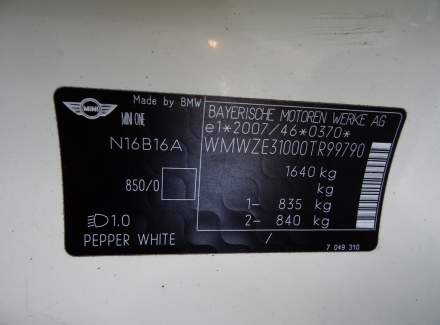 MINI
Made by BMW
MINI ONE
N16B16A
850/0
1.0
PEPPER WHITE
BAYERISCHE MOTOREN WERKE AG
e1*2007/46*0370*
WMWZE31000TR99790
1640 kg
kg
1- 835 kg
2- 840 kg
/
7 049 310